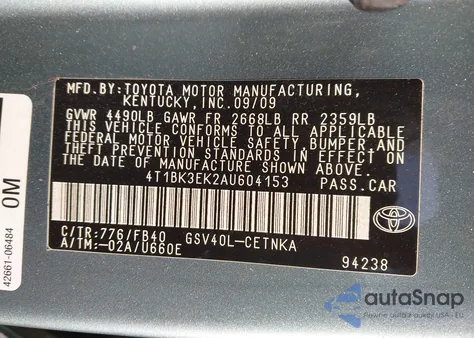 MFD.BY:TOYOTA MOTOR MANUFACTURING,
KENTUCKY,INC.09/09
GVWR 4490LB GAWR FR 2668LB RR 2359LB
THIS VEHICLE CONFORMS TO ALL APPLICABLE
FEDERAL MOTOR VEHICLE SAFETY,BUMPER,AND
THEFT PREVENTION STANDARDS IN EFFECT ON
THE DATE OF MANUFACTURE SHOWN ABOVE.
4T1BK3EK2AU604153 PASS.CAR
C/TR:776/FB40 GSV40L-CETNKA
A/TM:-02A/U660E
94238
TOYOTA
42661-06484
0M
autoSnap